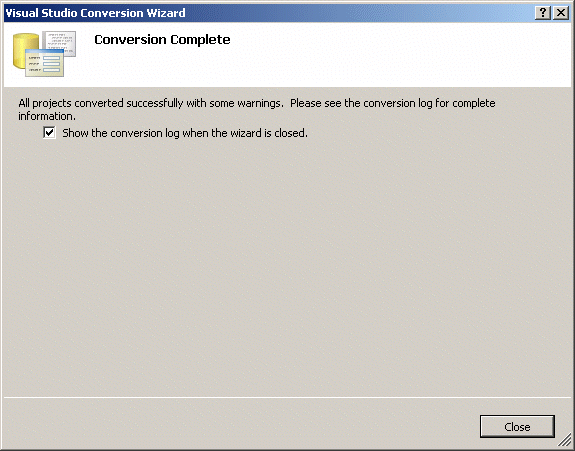 Visual Studio Conversion Wizard
Conversion Complete
All projects converted successfully with some warnings.  Please see the conversion log for complete
information.
Show the conversion log when the wizard is closed.
Close